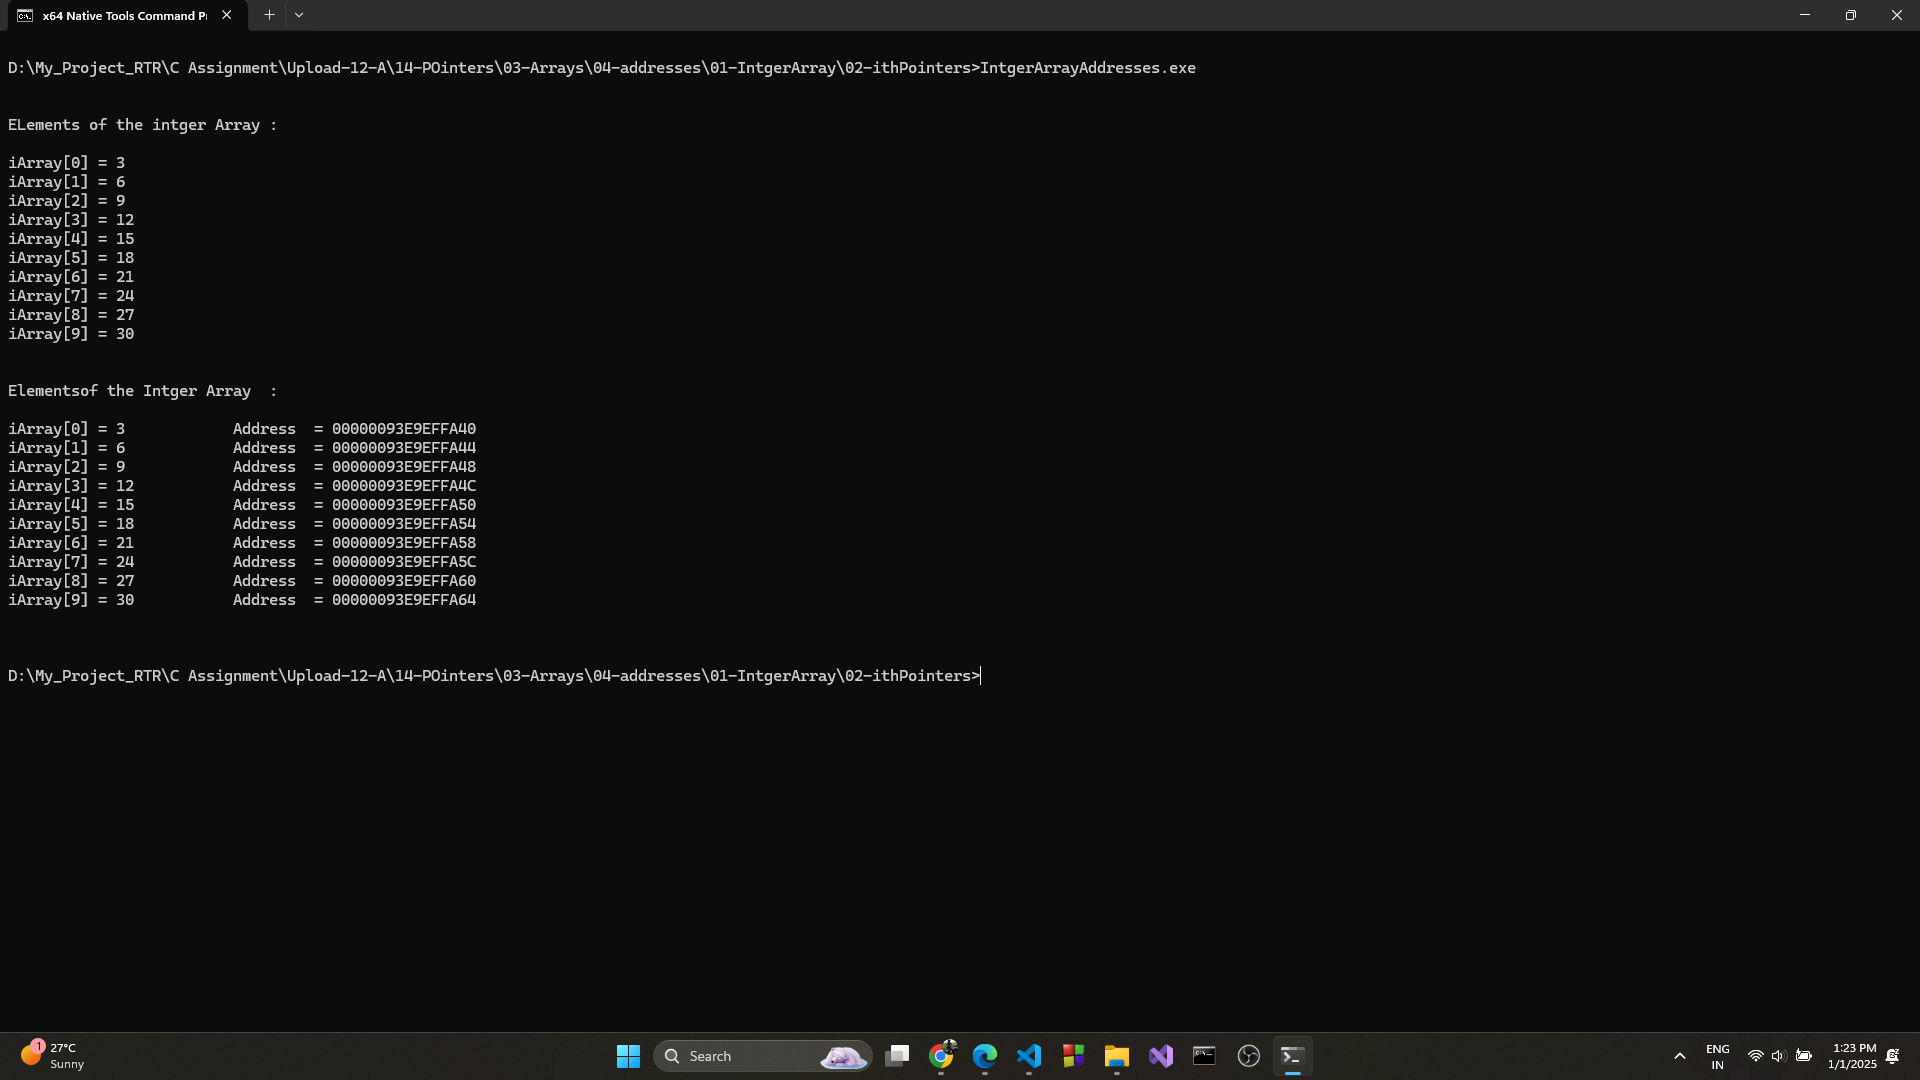 x64 Native Tools Command P
D:\My_Project_RTR\C Assignment\Upload-12-A\14-POinters\03-Arrays\04-addresses\01-IntgerArray\02-ithPointers>IntgerArrayAddresses.exe
ELements of the intger Array :
iArray[0] = 3
iArray[1] = 6
iArray[2] = 9
iArray[3] = 12
iArray[4] = 15
iArray[5] = 18
iArray[6] = 21
iArray[7] = 24
iArray[8] = 27
iArray[9] = 30
Elementsof the Intger Array  :
iArray[0] = 3            Address  = 00000093E9EFFA40
iArray[1] = 6            Address  = 00000093E9EFFA44
iArray[2] = 9            Address  = 00000093E9EFFA48
iArray[3] = 12           Address  = 00000093E9EFFA4C
iArray[4] = 15           Address  = 00000093E9EFFA50
iArray[5] = 18           Address  = 00000093E9EFFA54
iArray[6] = 21           Address  = 00000093E9EFFA58
iArray[7] = 24           Address  = 00000093E9EFFA5C
iArray[8] = 27           Address  = 00000093E9EFFA60
iArray[9] = 30           Address  = 00000093E9EFFA64
D:\My_Project_RTR\C Assignment\Upload-12-A\14-POinters\03-Arrays\04-addresses\01-IntgerArray\02-ithPointers>
1
27°C
Sunny
Search
ENG
IN
1:23 PM
1/1/2025